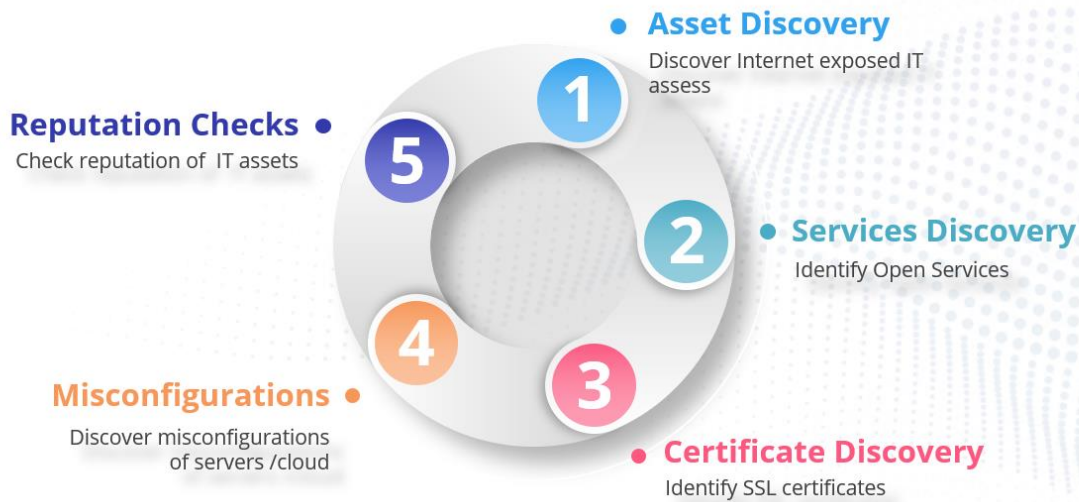 1
Asset Discovery
Discover Internet exposed IT
assess
2
Services Discovery
Identify Open Services
3
Certificate Discovery
Identify SSL certificates
4
Misconfigurations
Discover misconfigurations
of servers /cloud
5
Reputation Checks
Check reputation of IT assets